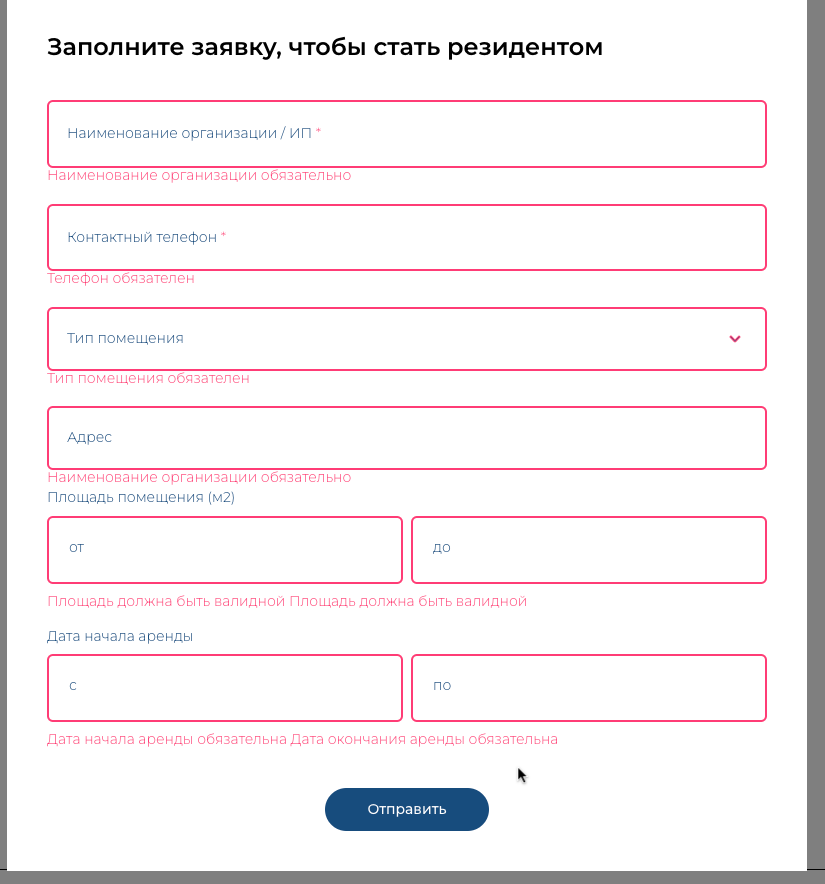 Заполните заявку, чтобы стать резидентом
Наименование организации / ИП *
Наименование организации обязательно
Контактный телефон *
Телефон обязателен
Тип помещения
Тип помещения обязателен
Адрес
Наименование организации обязательно
Площадь помещения (м2)
от до
Площадь должна быть валидной Площадь должна быть валидной
Дата начала аренды
с по
Дата начала аренды обязательна Дата окончания аренды обязательна
Отправить